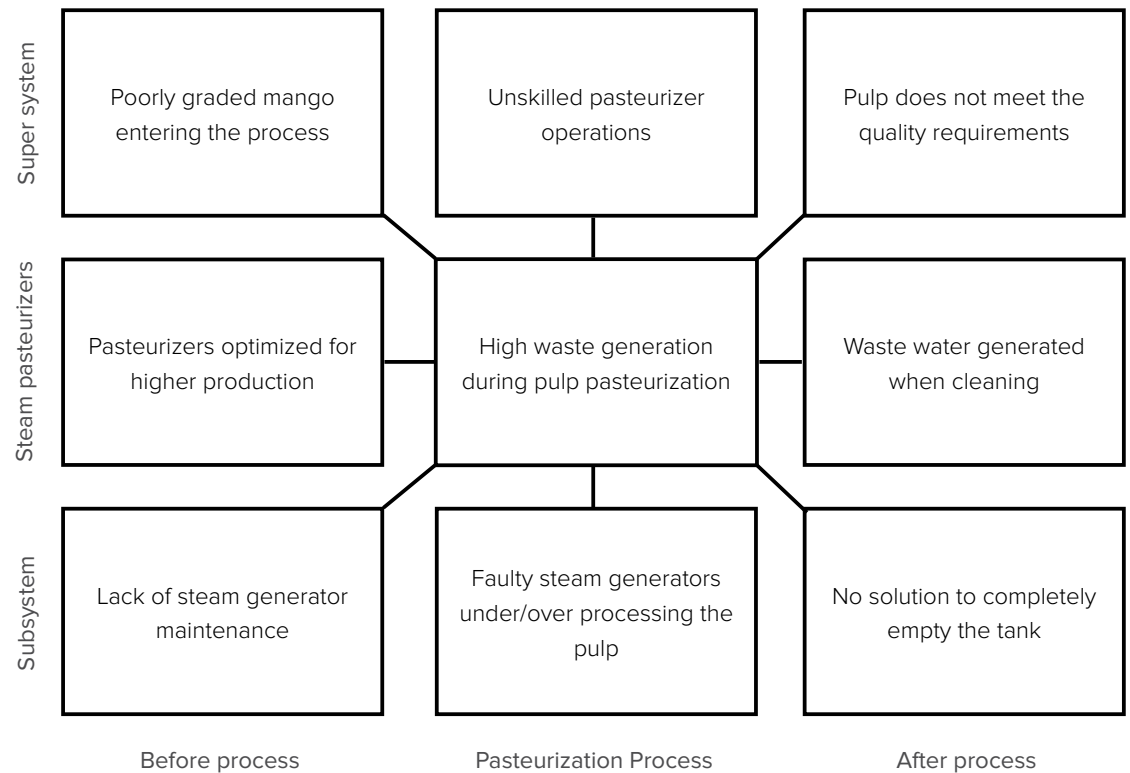 Super system
Poorly graded mango
entering the process
Unskilled pasteurizer
operations
Pulp does not meet the
quality requirements
Steam pasteurizers
Pasteurizers optimized for
higher production
High waste generation
during pulp pasteurization
Waste water generated
when cleaning
Subsystem
Lack of steam generator
maintenance
Faulty steam generators
under/over processing the
pulp
No solution to completely
empty the tank
Before process
Pasteurization Process
After process